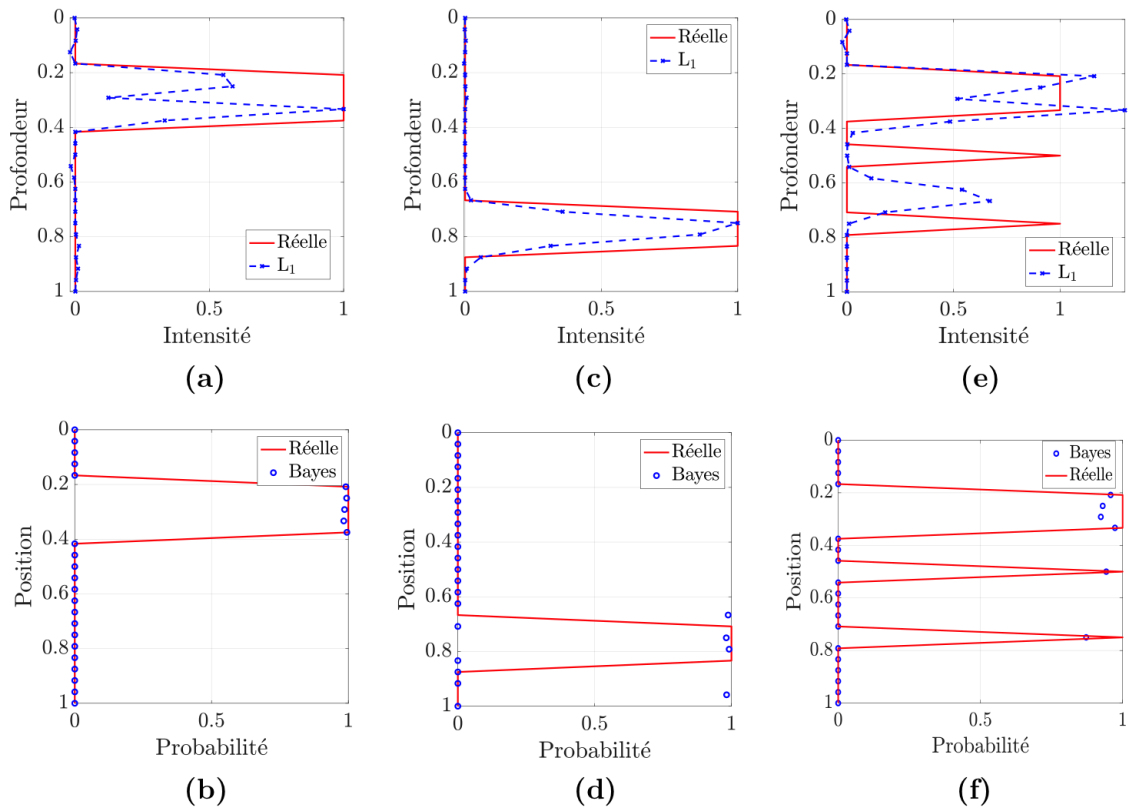 0
0.2
0.4
0.6
0.8
1
Profondeur
Réelle
L₁
0 0.5 1
Intensité
(a)
0
0.2
0.4
0.6
0.8
1
Profondeur
Réelle
L₁
0 0.5 1
Intensité
(c)
0
0.2
0.4
0.6
0.8
1
Profondeur
Réelle
L₁
0 0.5 1
Intensité
(e)
0
0.2
0.4
0.6
0.8
1
Position
Réelle
Bayes
0 0.5 1
Probabilité
(b)
0
0.2
0.4
0.6
0.8
1
Position
Réelle
Bayes
0 0.5 1
Probabilité
(d)
0
0.2
0.4
0.6
0.8
1
Position
Bayes
Réelle
0 0.5 1
Probabilité
(f)